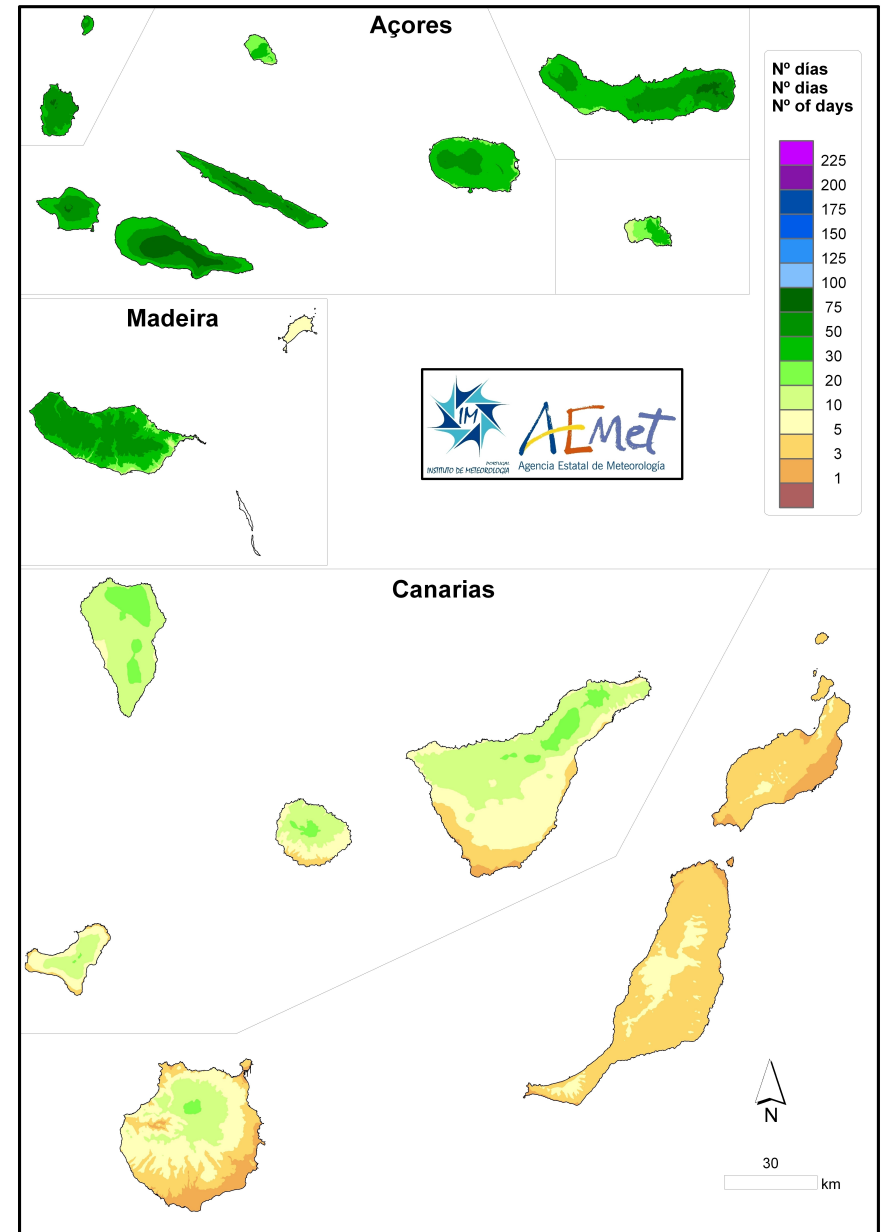 Açores
Nº días
Nº dias
Nº of days
225
200
175
150
125
100
75
50
30
20
10
5
3
1
Madeira
IM
PORTUGAL
INSTITUTO DE METEOROLOGIA
AEMet
Agencia Estatal de Meteorología
Canarias
N
30
km